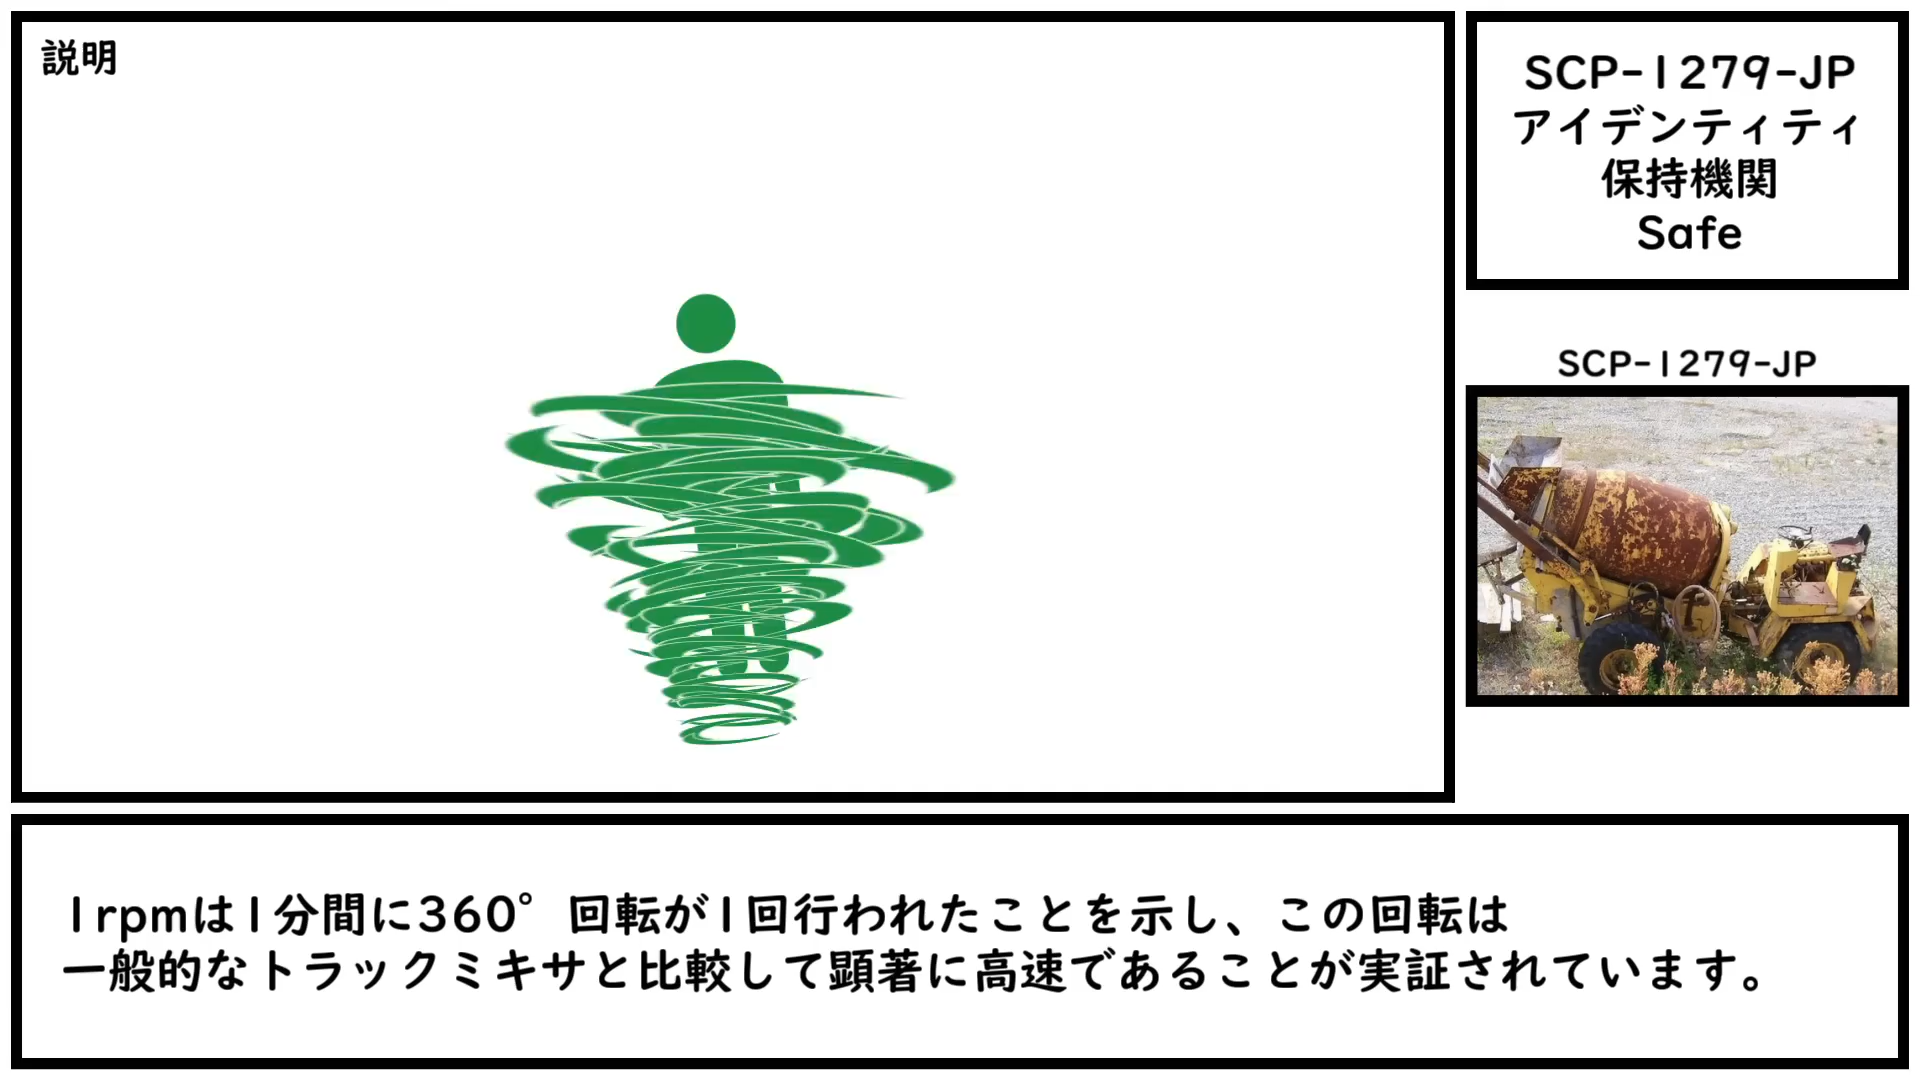 説明
SCP-1279-JP
アイデンティティ
保持機関
Safe
SCP-1279-JP
1rpmは1分間に360°回転が1回行われたことを示し、この回転は
一般的なトラックミキサと比較して顕著に高速であることが実証されています。